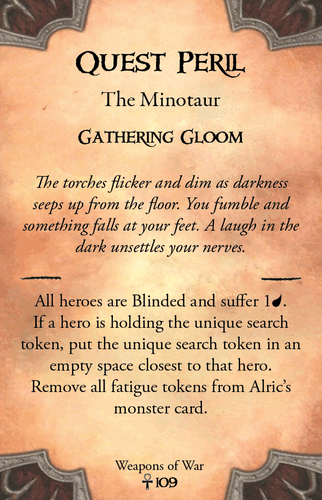 Quest Peril
The Minotaur
Gathering Gloom
The torches flicker and dim as darkness
seeps up from the floor. You fumble and
something falls at your feet. A laugh in the
dark unsettles your nerves.
All heroes are Blinded and suffer 1.
If a hero is holding the unique search
token, put the unique search token in an
empty space closest to that hero.
Remove all fatigue tokens from Alric's
monster card.
Weapons of War
109